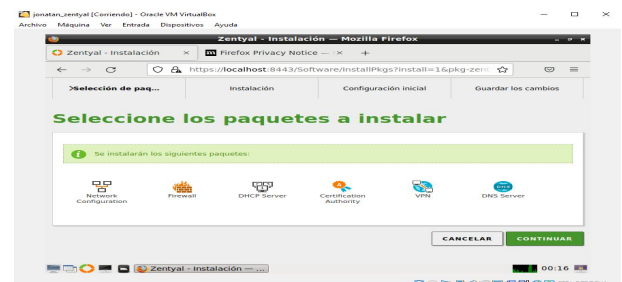 jonatan_zentyal [Corriendo] - Oracle VM VirtualBox
Archivo Máquina Ver Entrada Dispositivos Ayuda
Zentyal - Instalación — Mozilla Firefox
Zentyal - Instalación
Firefox Privacy Notice —
https://localhost:8443/Software/InstallPkgs?install=1&pkg-zent
Selección de paq...
Instalación
Configuración inicial
Guardar los cambios
Seleccione los paquetes a instalar
Se instalarán los siguientes paquetes:
Network Configuration
Firewall
DHCP Server
Certification Authority
VPN
DNS
DNS Server
CANCELAR
CONTINUAR
Zentyal - Instalación — ...
00:16